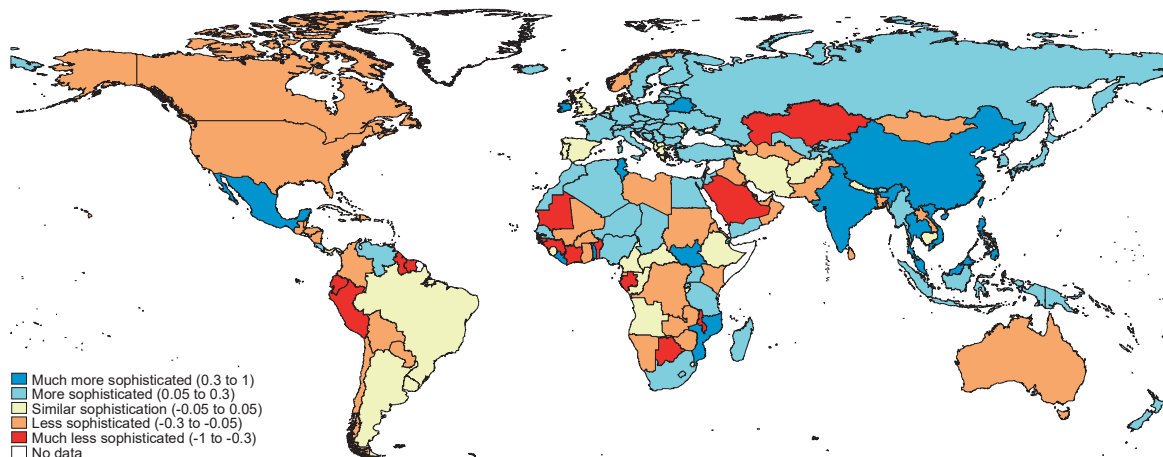 Much more sophisticated (0.3 to 1)
More sophisticated (0.05 to 0.3)
Similar sophistication (-0.05 to 0.05)
Less sophisticated (-0.3 to -0.05)
Much less sophisticated (-1 to -0.3)
No data